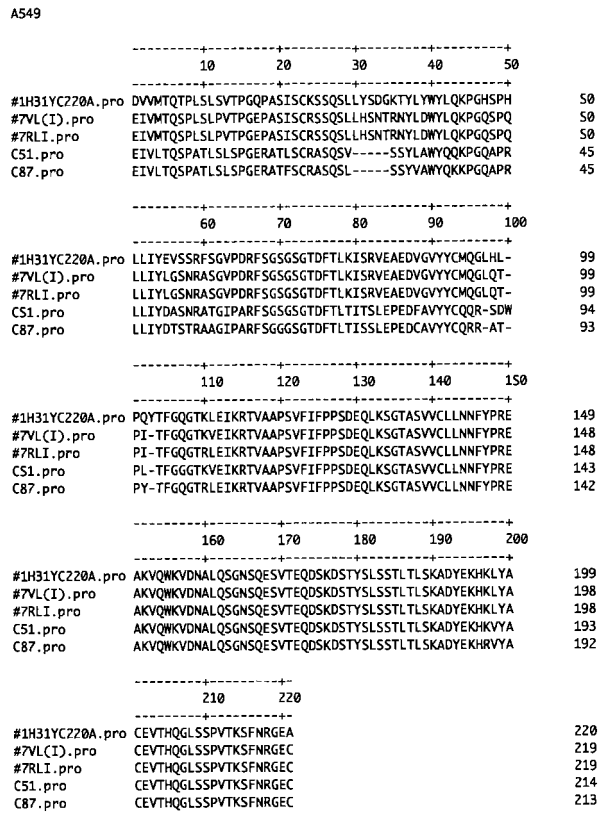 A549
---------+---------+---------+---------+---------+
10 20 30 40 50
---------+---------+---------+---------+---------+
#1H31YC220A.pro DVVMTQTPLSLSVTPGQPASISCKSSQSLLYSDGKTYLYWYLQKPGHSPH 50
#7VL(I).pro EIVMTQSPLSLPVTPGEPASISCRSSQSLLHSNTRNYLDWYLQKPGQSPQ 50
#7RLI.pro EIVMTQSPLSLPVTPGEPASISCRSSQSLLHSNTRNYLDWYLQKPGQSPQ 50
C51.pro EIVLTQSPATLSLSPGERATLSCRASQSV-----SSYLAWYQQKPGQAPR 45
C87.pro EIVLTQSPATLSLSPGERATFSCRASQSL-----SSYVAWYQKKPGQAPR 45
---------+---------+---------+---------+---------+
60 70 80 90 100
---------+---------+---------+---------+---------+
#1H31YC220A.pro LLIYEVSSRFSGVPDRFSGSGSGTDFTLKISRVEAEDVGVYYCMQGLHL- 99
#7VL(I).pro LLIYLGSNRASGVPDRFSGSGSGTDFTLKISRVEAEDVGVYYCMQGLQT- 99
#7RLI.pro LLIYLGSNRASGVPDRFSGSGSGTDFTLKISRVEAEDVGVYYCMQGLQT- 99
CS1.pro LLIYDASNRATGIPARFSGSGSGTDFTLTITSLEPEDFAVYYCQQR-SDW 94
C87.pro LLIYDTSTRAAGIPARFSGGGSGTDFTLTISSLEPEDCAVYYCQRR-AT- 93
---------+---------+---------+---------+---------+
110 120 130 140 150
---------+---------+---------+---------+---------+
#1H31YC220A.pro PQYTFGQGTKLEIKRTVAAPSVFIFPPSDEQLKSGTASVVCLLNNFYPRE 149
#7VL(I).pro PI-TFGQGTRLEIKRTVAAPSVFIFPPSDEQLKSGTASVVCLLNNFYPRE 148
#7RLI.pro PI-TFGQGTRLEIKRTVAAPSVFIFPPSDEQLKSGTASVVCLLNNFYPRE 148
CS1.pro PL-TFGGGTKVEIKRTVAAPSVFIFPPSDEQLKSGTASVVCLLNNFYPRE 143
C87.pro PY-TFGQGTRLEIKRTVAAPSVFIFPPSDEQLKSGTASVVCLLNNFYPRE 142
---------+---------+---------+---------+---------+
160 170 180 190 200
---------+---------+---------+---------+---------+
#1H31YC220A.pro AKVQWKVDNALQSGNSQESVTEQDSKDSTYSLSSTLTLSKADYEKHKLYA 199
#7VL(I).pro AKVQWKVDNALQSGNSQESVTEQDSKDSTYSLSSTLTLSKADYEKHKLYA 198
#7RLI.pro AKVQWKVDNALQSGNSQESVTEQDSKDSTYSLSSTLTLSKADYEKHKLYA 198
C51.pro AKVQWKVDNALQSGNSQESVTEQDSKDSTYSLSSTLTLSKADYEKHKVYA 193
C87.pro AKVQWKVDNALQSGNSQESVTEQDSKDSTYSLSSTLTLSKADYEKHRVYA 192
---------+---------+-
210 220
---------+---------+-
#1H31YC220A.pro CEVTHQGLSSPVTKSFNRGEA 220
#7VL(I).pro CEVTHQGLSSPVTKSFNRGEC 219
#7RLI.pro CEVTHQGLSSPVTKSFNRGEC 219
C51.pro CEVTHQGLSSPVTKSFNRGEC 214
C87.pro CEVTHQGLSSPVTKSFNRGEC 213